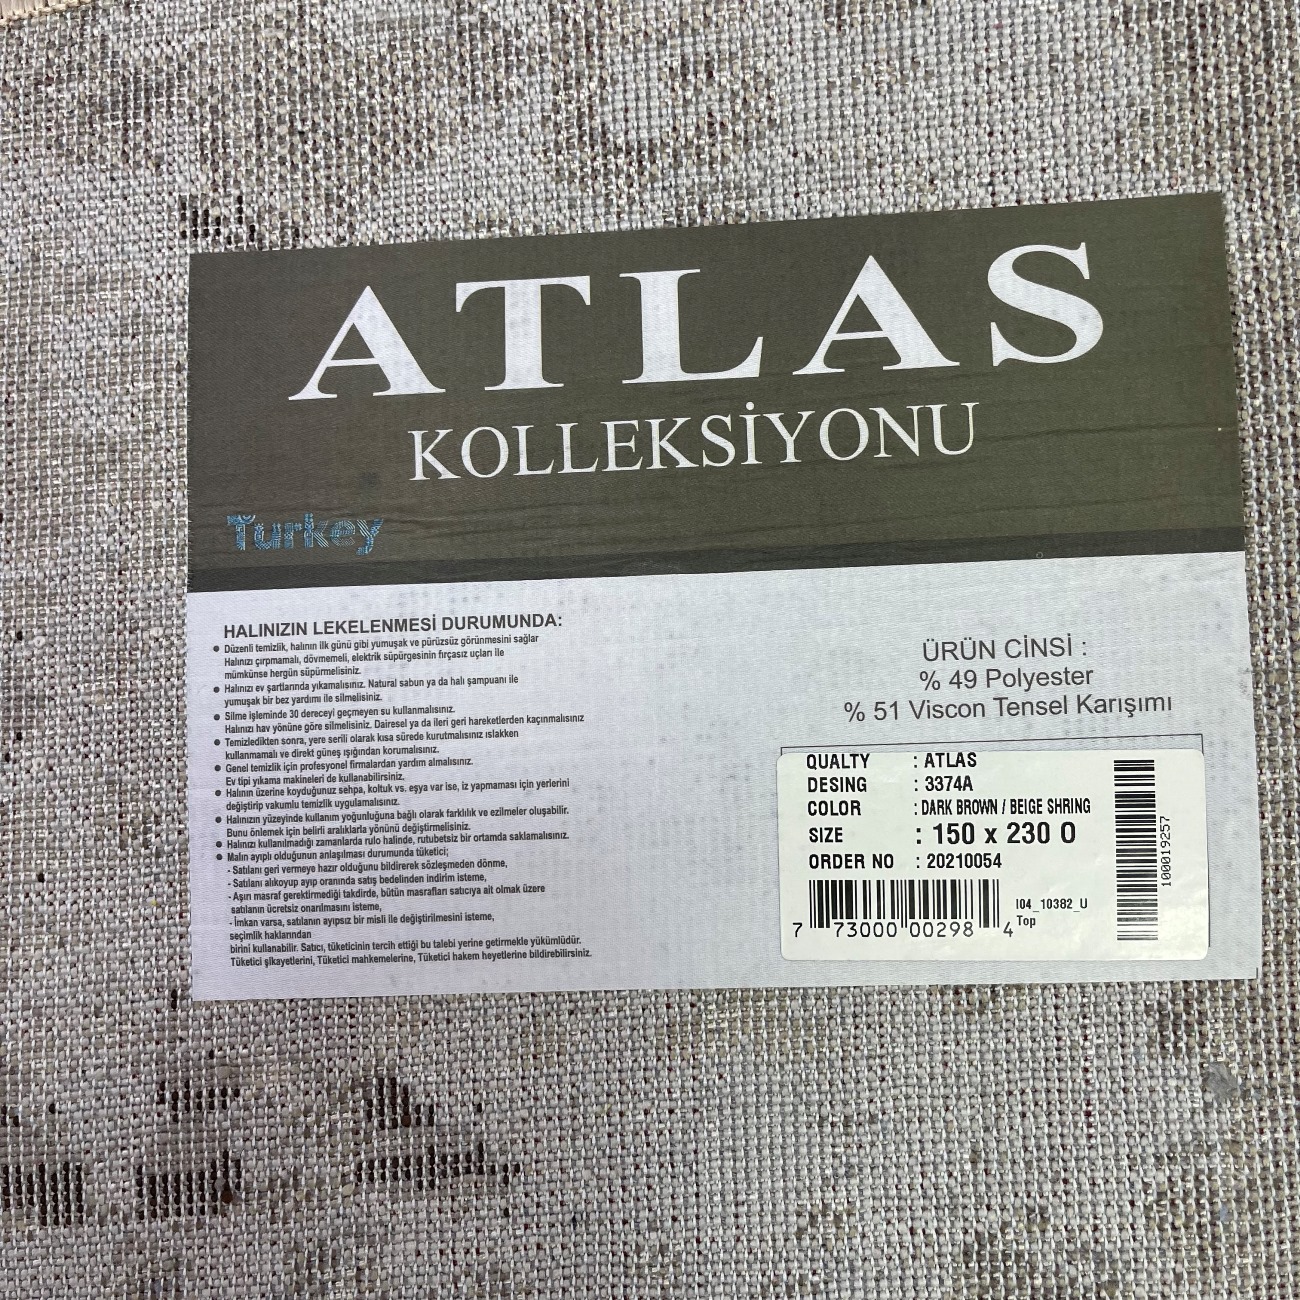 ATLAS
KOLLEKSİYONU
Turkey
HALINIZIN LEKELENMESİ DURUMUNDA:
● Düzenli temizlik, halının ilk günü gibi yumuşak ve pürüzsüz görünmesini sağlar
Halınızı çırpmamalı, dövmemeli, elektrik süpürgesinin fırçasız uçları ile
mümkünse hergün süpürmelisiniz.
● Halınızı ev şartlarında yıkamalısınız. Natural sabun ya da halı şampuanı ile
yumuşak bir bez yardımı ile silmelisiniz.
● Silme işleminde 30 dereceyi geçmeyen su kullanmalısınız.
Halınızı hav yönüne göre silmelisiniz. Dairesel ya da ileri geri hareketlerden kaçınmalısınız
● Temizledikten sonra, yere serili olarak kısa sürede kurutmalısınız ıslakken
kullanmamalı ve direkt güneş ışığından korumalısınız.
● Genel temizlik için profesyonel firmalardan yardım almalısınız.
Ev tipi yıkama makineleri de kullanabilirsiniz.
● Halının üzerine koyduğunuz sehpa, koltuk vs. eşya var ise, iz yapmaması için yerlerini
değiştirip vakumlu temizlik uygulamalısınız.
● Halınızın yüzeyinde kullanım yoğunluğuna bağlı olarak farklılık ve ezilmeler oluşabilir.
Bunu önlemek için belirli aralıklarla yönünü değiştirmelisiniz.
● Halınızı kullanılmadığı zamanlarda rulo halinde, rutubetsiz bir ortamda saklamalısınız.
● Malın ayıplı olduğunun anlaşılması durumunda tüketici;
- Satılanı geri vermeye hazır olduğunu bildirerek sözleşmeden dönme,
- Satılanı alıkoyup ayıp oranında satış bedelinden indirim isteme,
- Aşırı masraf gerektirmediği takdirde, bütün masrafları satıcıya ait olmak üzere
satılanın ücretsiz onarılmasını isteme,
- İmkan varsa, satılanın ayıpsız bir misli ile değiştirilmesini isteme,
seçimlik haklarından
birini kullanabilir. Satıcı, tüketicinin tercih ettiği bu talebi yerine getirmekle yükümlüdür.
Tüketici şikayetlerini, Tüketici mahkemelerine, Tüketici hakem heyetlerine bildirebilirsiniz.
ÜRÜN CİNSİ :
% 49 Polyester
% 51 Viscon Tensel Karışımı
QUALTY : ATLAS
DESING : 3374A
COLOR : DARK BROWN / BEIGE SHRING
SIZE : 150 x 230 O
ORDER NO : 20210054
I04_10382_U
Top
7 73000 00298 4
100019257